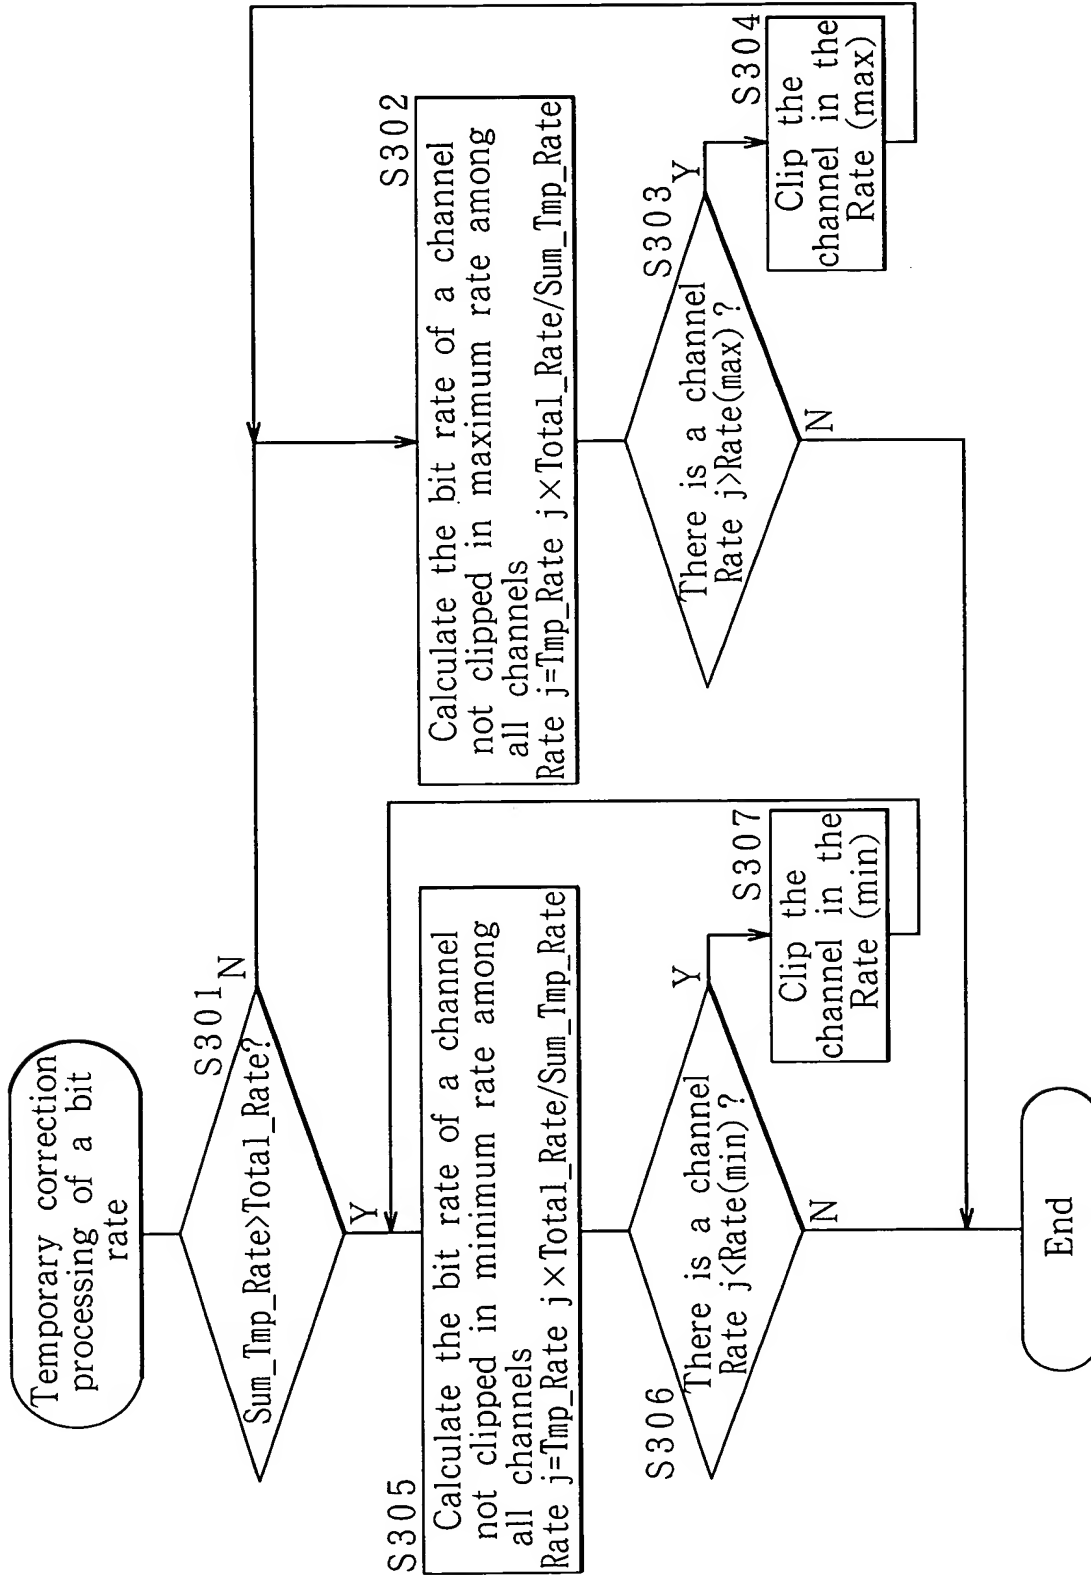 Temporary correction
processing of a bit
rate
S301
Sum_Tmp_Rate>Total_Rate?
N
Y
S302
Calculate the bit rate of a channel
not clipped in maximum rate among
all channels
Rate j=Tmp_Rate j×Total_Rate/Sum_Tmp_Rate
S303
There is a channel
Rate j>Rate(max)?
Y
N
S304
Clip the
channel in the
Rate (max)
S305
Calculate the bit rate of a channel
not clipped in minimum rate among
all channels
Rate j=Tmp_Rate j×Total_Rate/Sum_Tmp_Rate
S306
There is a channel
Rate j<Rate(min)?
Y
N
S307
Clip the
channel in the
Rate (min)
End